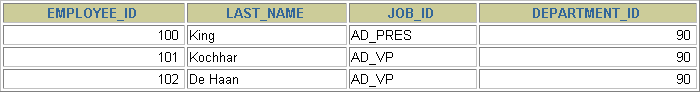 EMPLOYEE_ID LAST_NAME JOB_ID DEPARTMENT_ID
100 King AD_PRES 90
101 Kochhar AD_VP 90
102 De Haan AD_VP 90